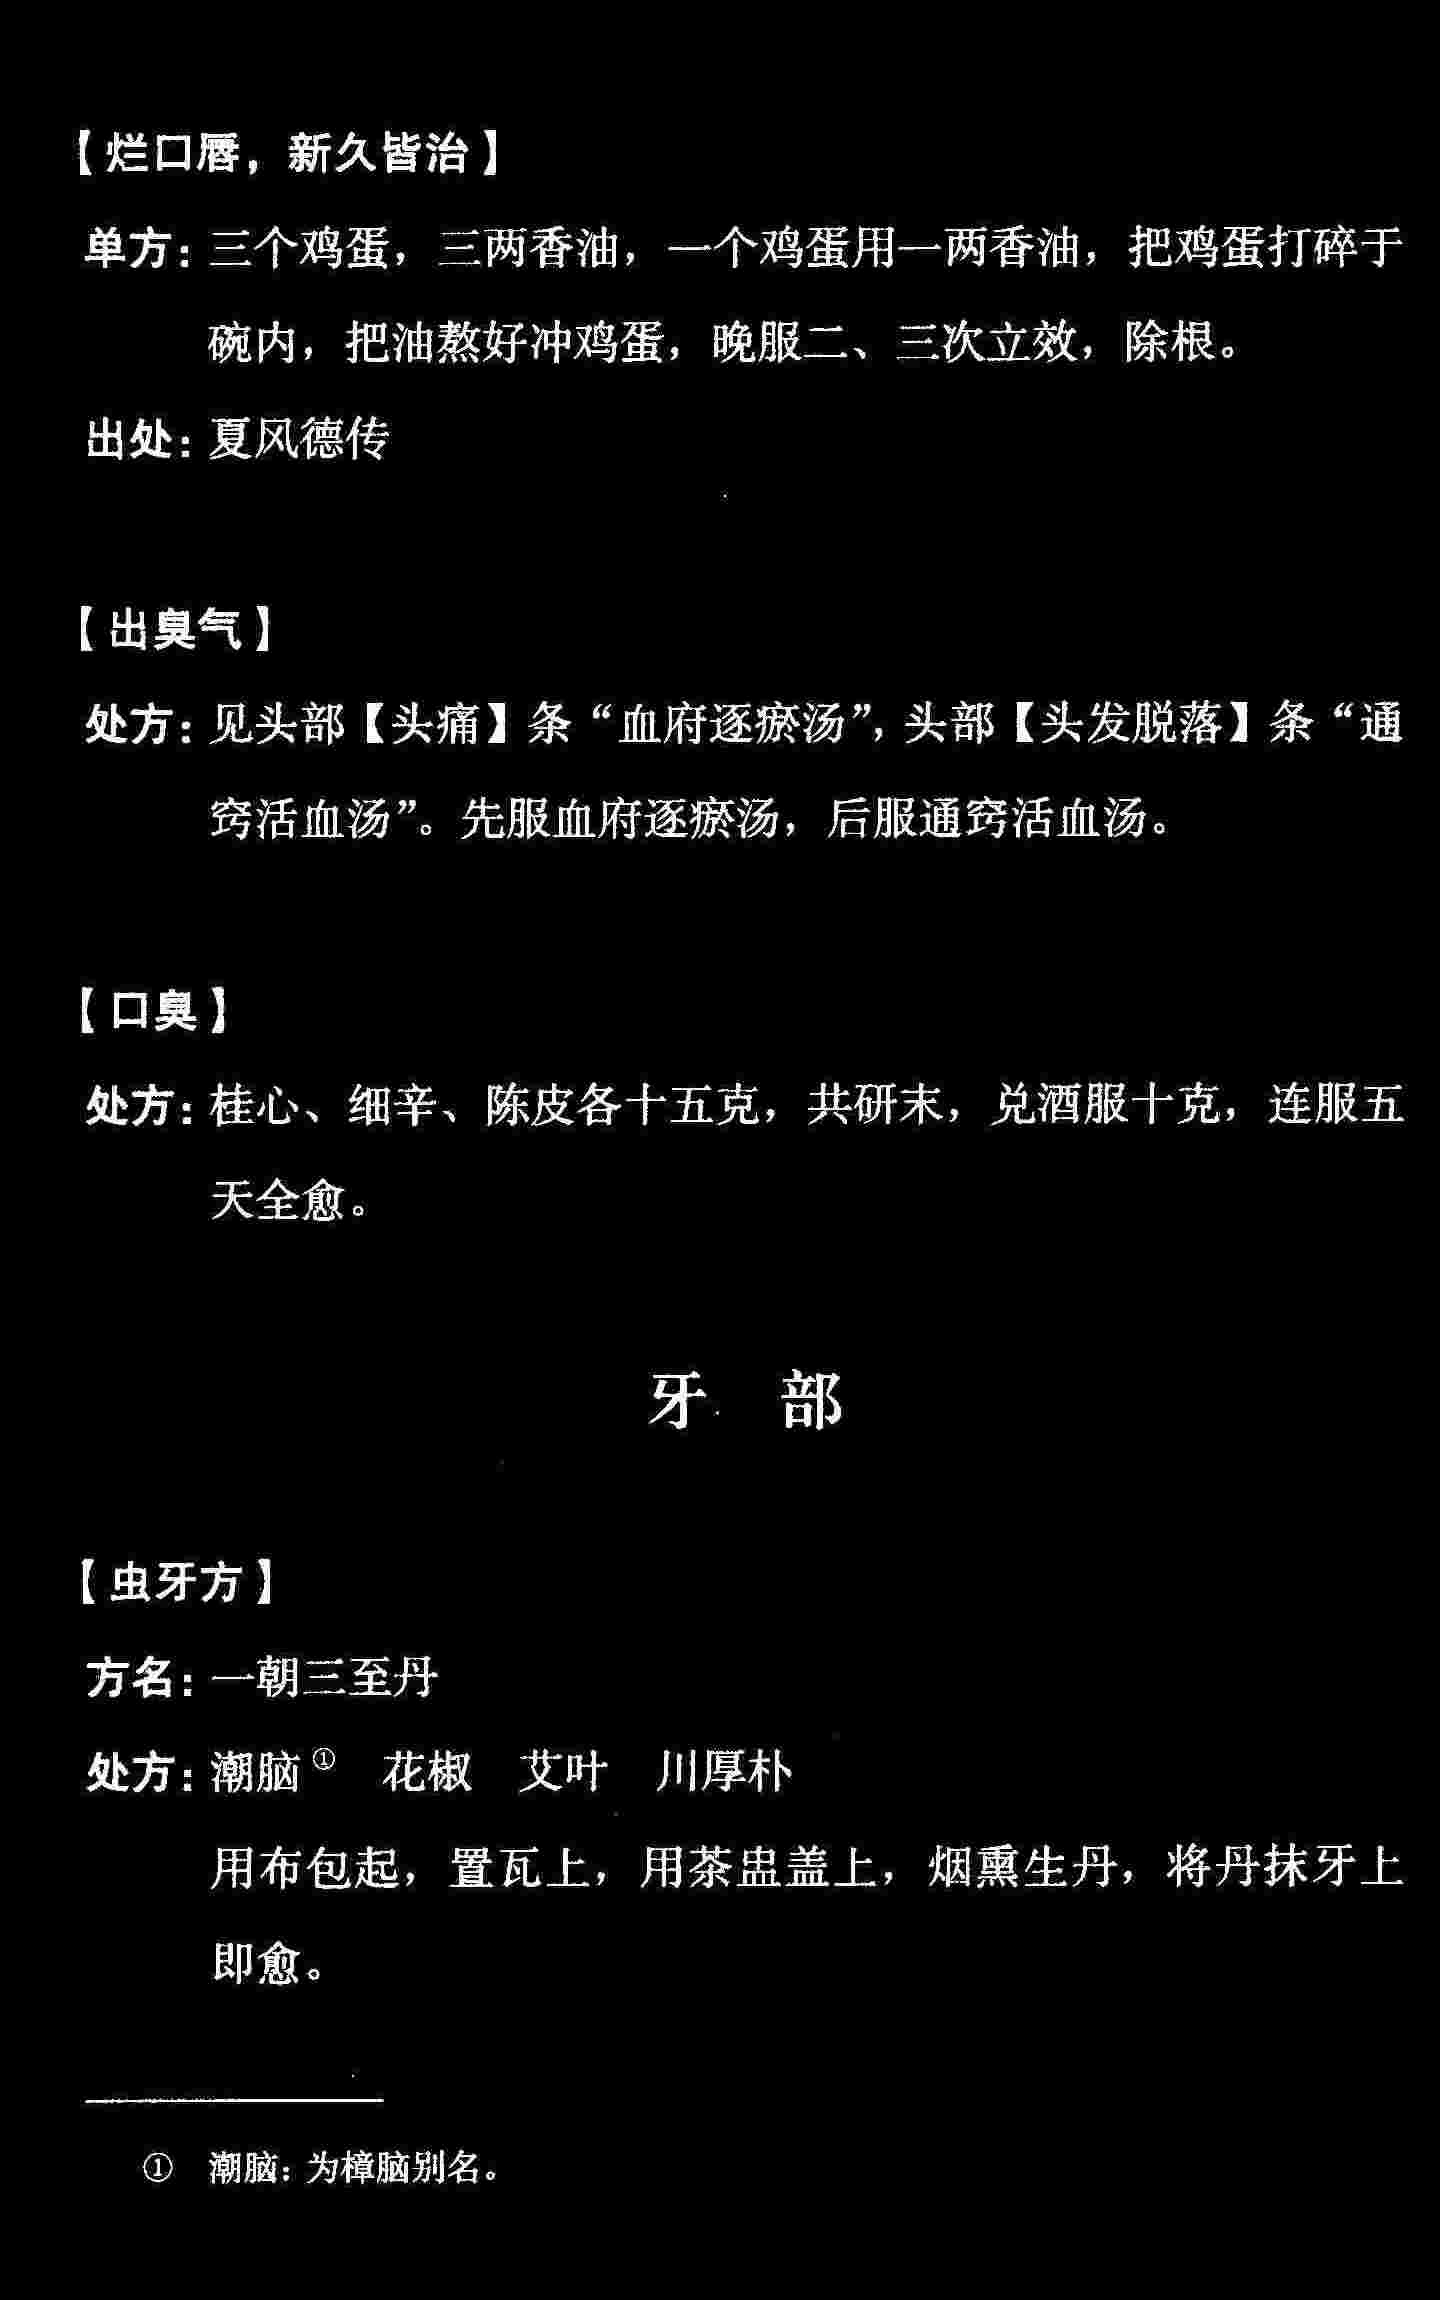 【烂口唇，新久皆治】
单方：三个鸡蛋，三两香油，一个鸡蛋用一两香油，把鸡蛋打碎于
碗内，把油熬好冲鸡蛋，晚服二、三次立效，除根。
出处：夏风德传
【出臭气】
处方：见头部【头痛】条“血府逐瘀汤”，头部【头发脱落】条“通
窍活血汤”。先服血府逐瘀汤，后服通窍活血汤。
【口臭】
处方：桂心、细辛、陈皮各十五克，共研末，兑酒服十克，连服五
天全愈。
牙 部
【虫牙方】
方名：一朝三至丹
处方：潮脑① 花椒 艾叶 川厚朴
用布包起，置瓦上，用茶盅盖上，烟熏生丹，将丹抹牙上
即愈。
① 潮脑：为樟脑别名。